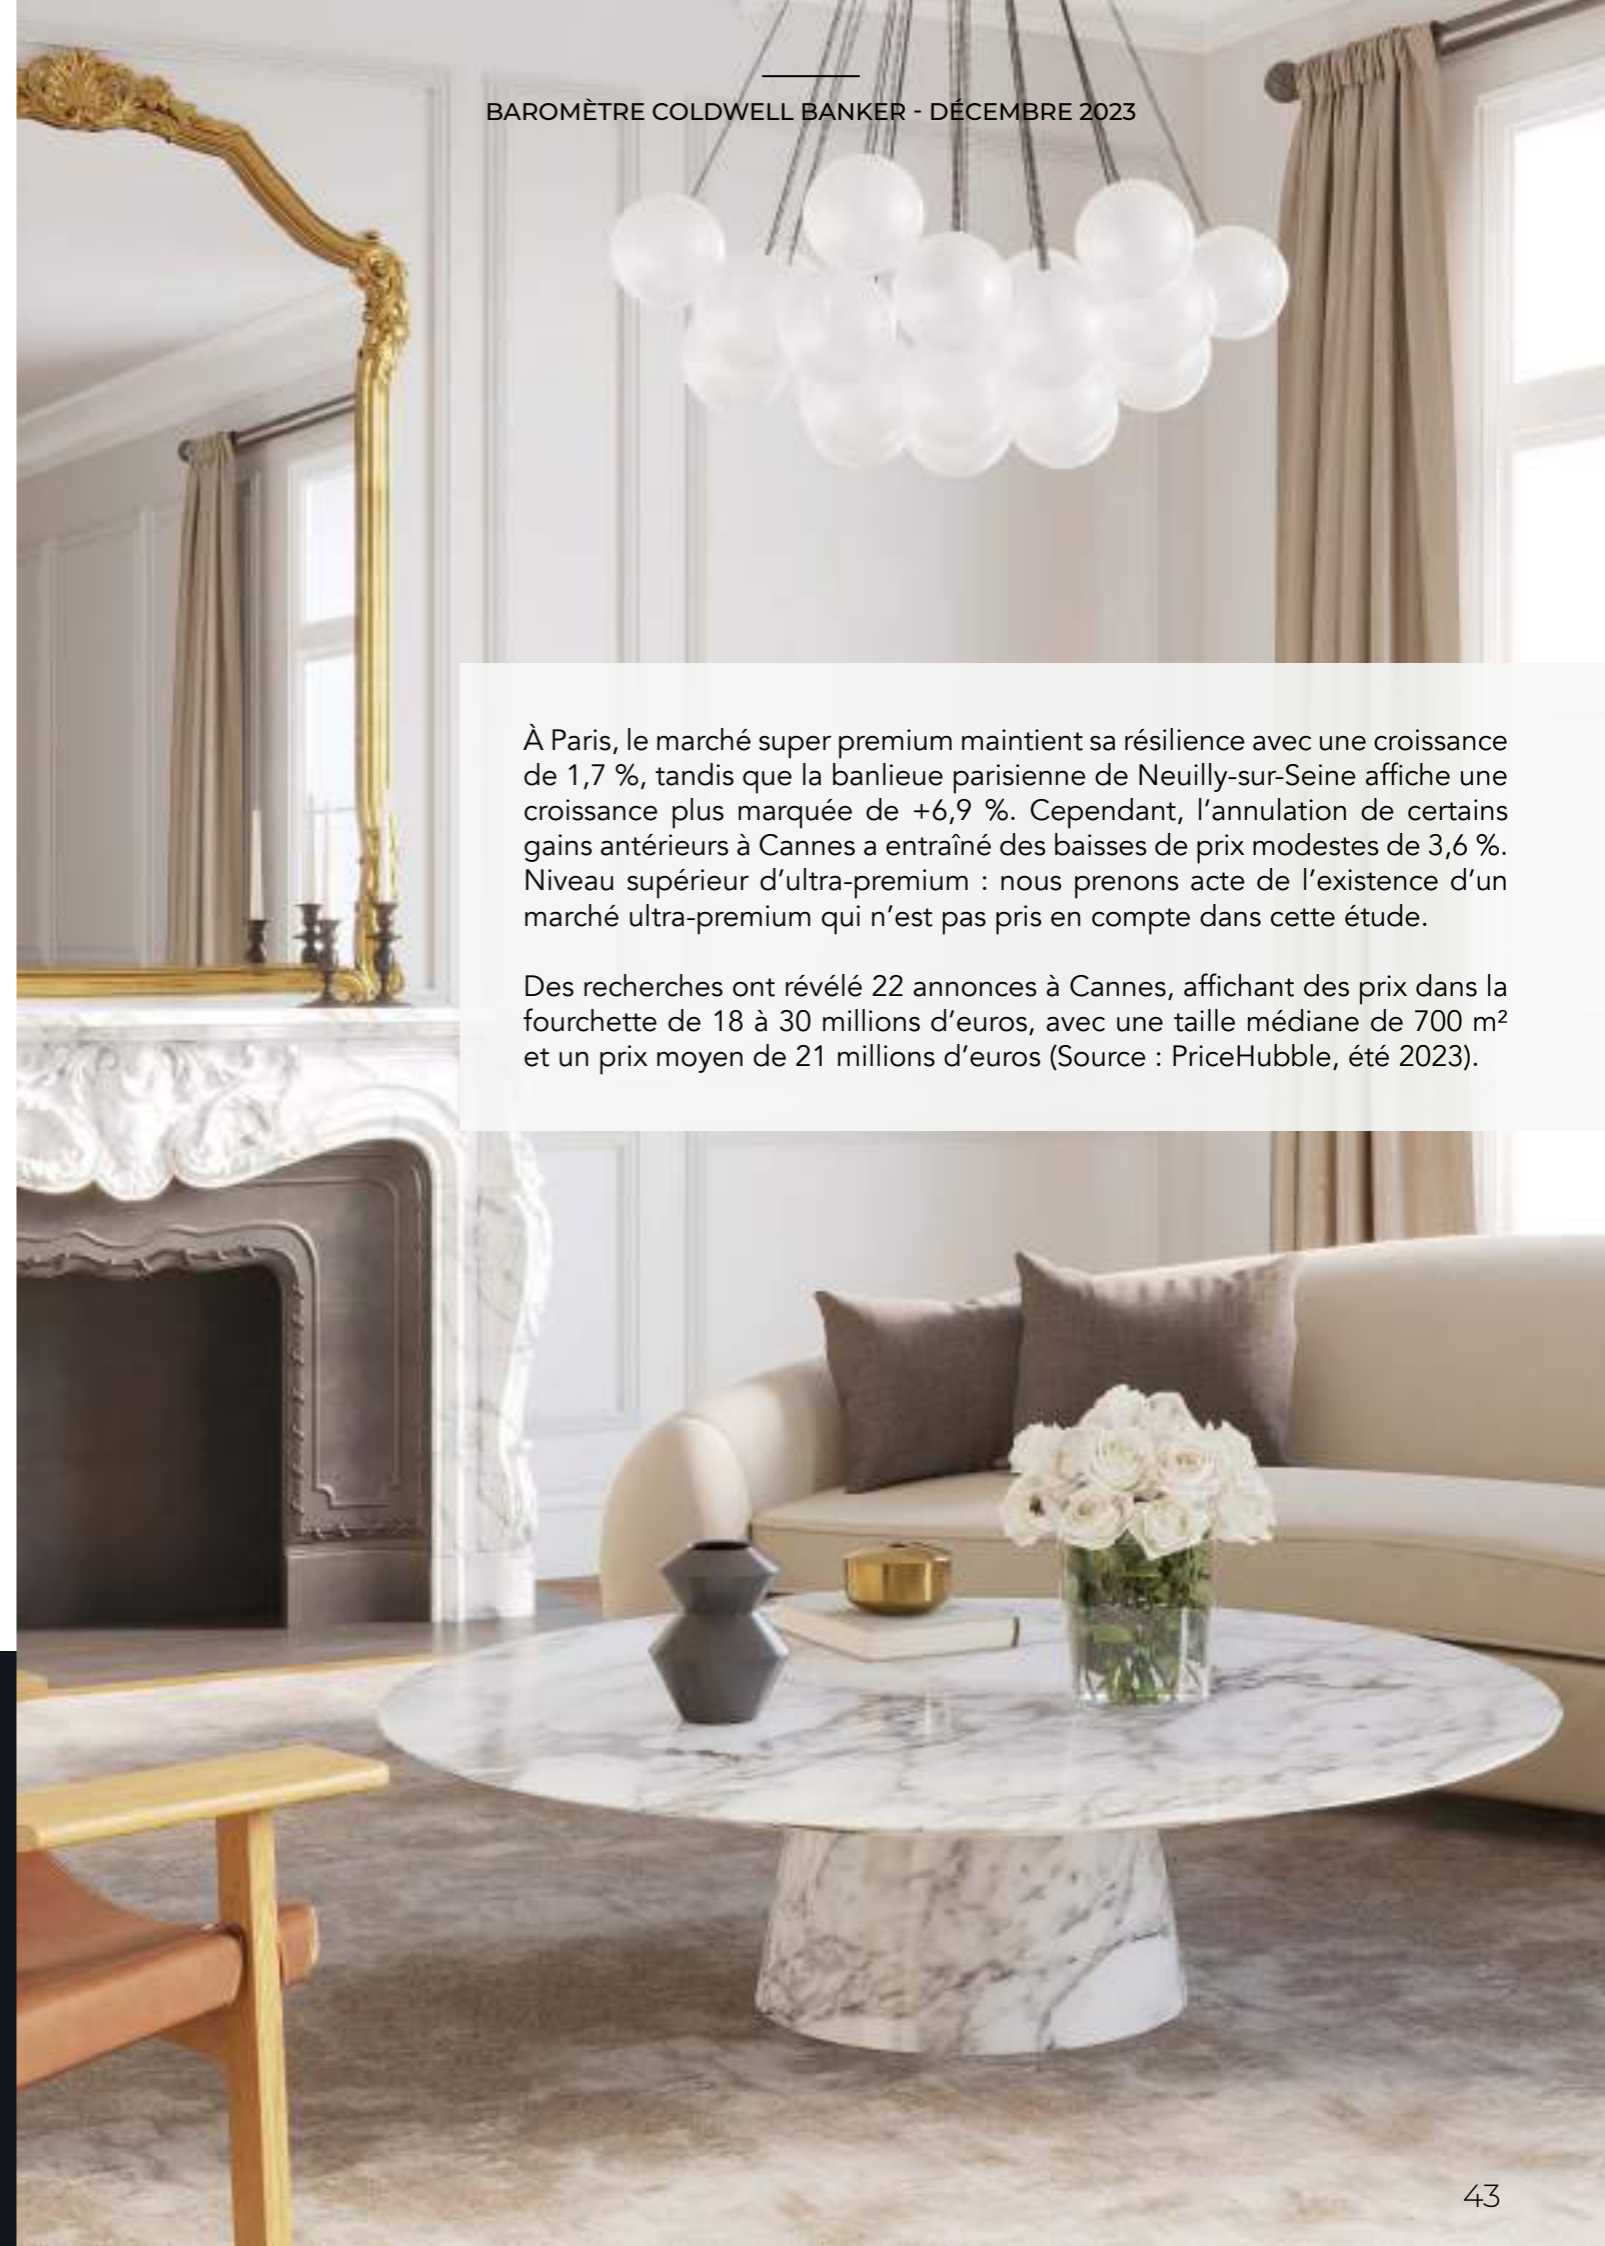 BAROMÈTRE COLDWELL BANKER - DÉCEMBRE 2023
À Paris, le marché super premium maintient sa résilience avec une croissance
de 1,7 %, tandis que la banlieue parisienne de Neuilly-sur-Seine affiche une
croissance plus marquée de +6,9 %. Cependant, l’annulation de certains
gains antérieurs à Cannes a entraîné des baisses de prix modestes de 3,6 %.
Niveau supérieur d’ultra-premium : nous prenons acte de l’existence d’un
marché ultra-premium qui n’est pas pris en compte dans cette étude.
Des recherches ont révélé 22 annonces à Cannes, affichant des prix dans la
fourchette de 18 à 30 millions d’euros, avec une taille médiane de 700 m²
et un prix moyen de 21 millions d’euros (Source : PriceHubble, été 2023).
43